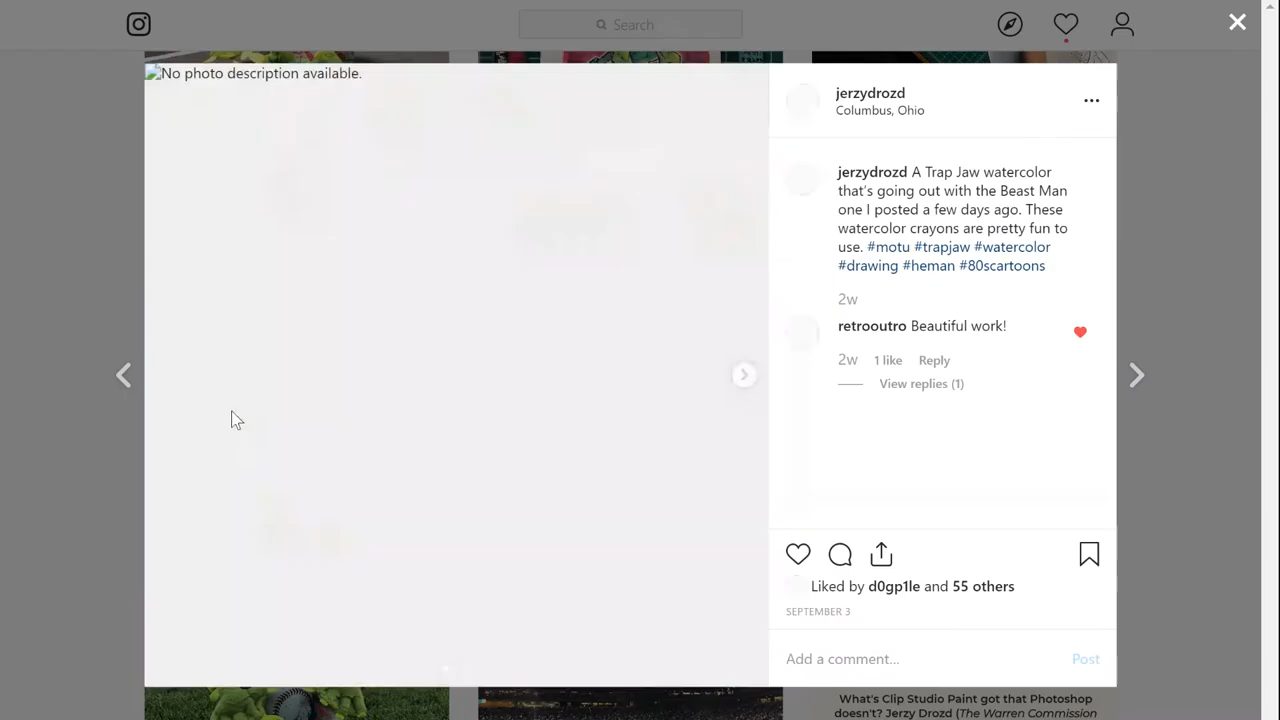 Search
No photo description available.
jerzydrozd
Columbus, Ohio
jerzydrozd A Trap Jaw watercolor
that's going out with the Beast Man
one I posted a few days ago. These
watercolor crayons are pretty fun to
use. #motu #trapjaw #watercolor
#drawing #heman #80scartoons
2w
retrooutro Beautiful work!
2w 1 like Reply
View replies (1)
Liked by d0gp1le and 55 others
SEPTEMBER 3
Add a comment... Post
What's Clip Studio Paint got that Photoshop
doesn't? Jerzy Drozd (The Warren Commission